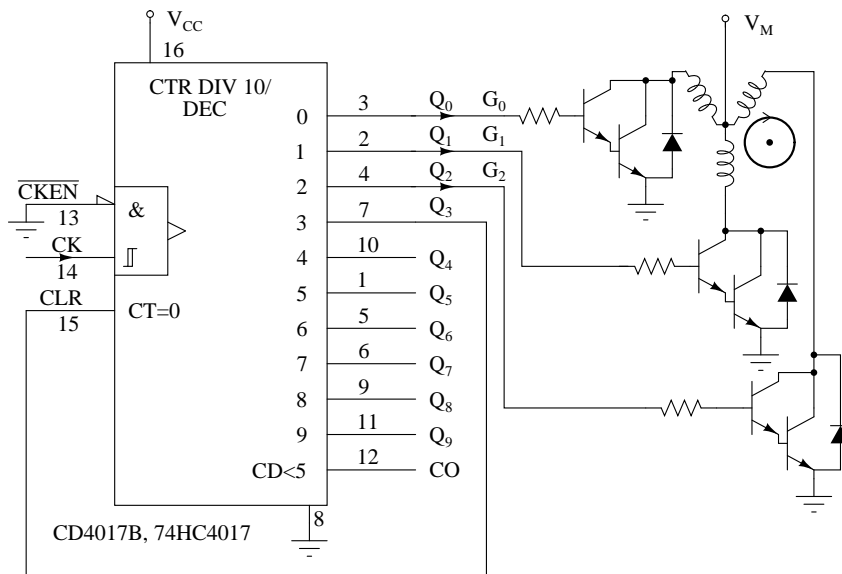 V_CC
V_M
16
CTR DIV 10/
DEC
0 3 Q_0 G_0
1 2 Q_1 G_1
2 4 Q_2 G_2
3 7 Q_3
4 10 Q_4
5 1 Q_5
6 5 Q_6
7 6 Q_7
8 9 Q_8
9 11 Q_9
CD<5 12 CO
CKEN
13
&
CK
14
CLR
15
CT=0
8
CD4017B, 74HC4017